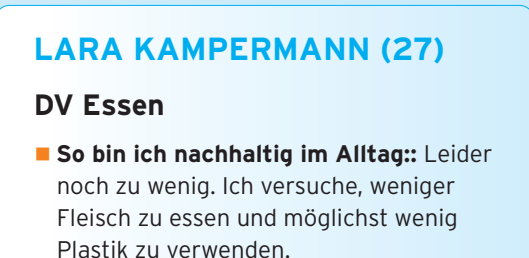 LARA KAMPERMANN (27)
DV Essen
So bin ich nachhaltig im Alltag:: Leider
noch zu wenig. Ich versuche, weniger
Fleisch zu essen und möglichst wenig
Plastik zu verwenden.